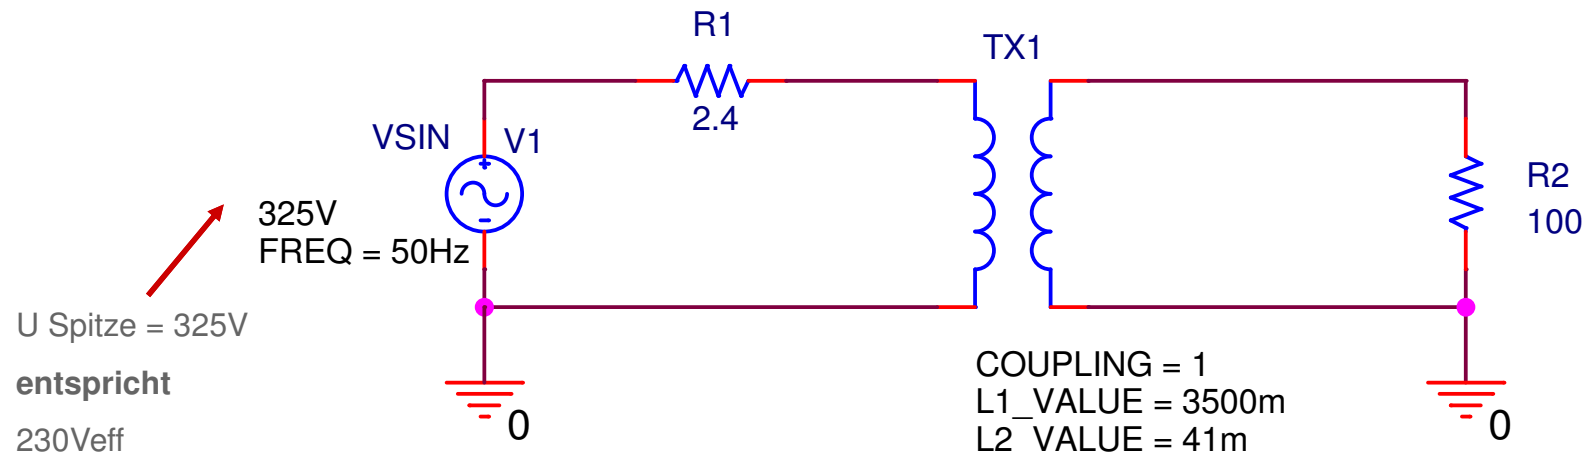 R1
TX1
2.4
VSIN
V1
R2
100
325V
FREQ = 50Hz
U Spitze = 325V
entspricht
230Veff
COUPLING = 1
L1_VALUE = 3500m
L2_VALUE = 41m
0
0